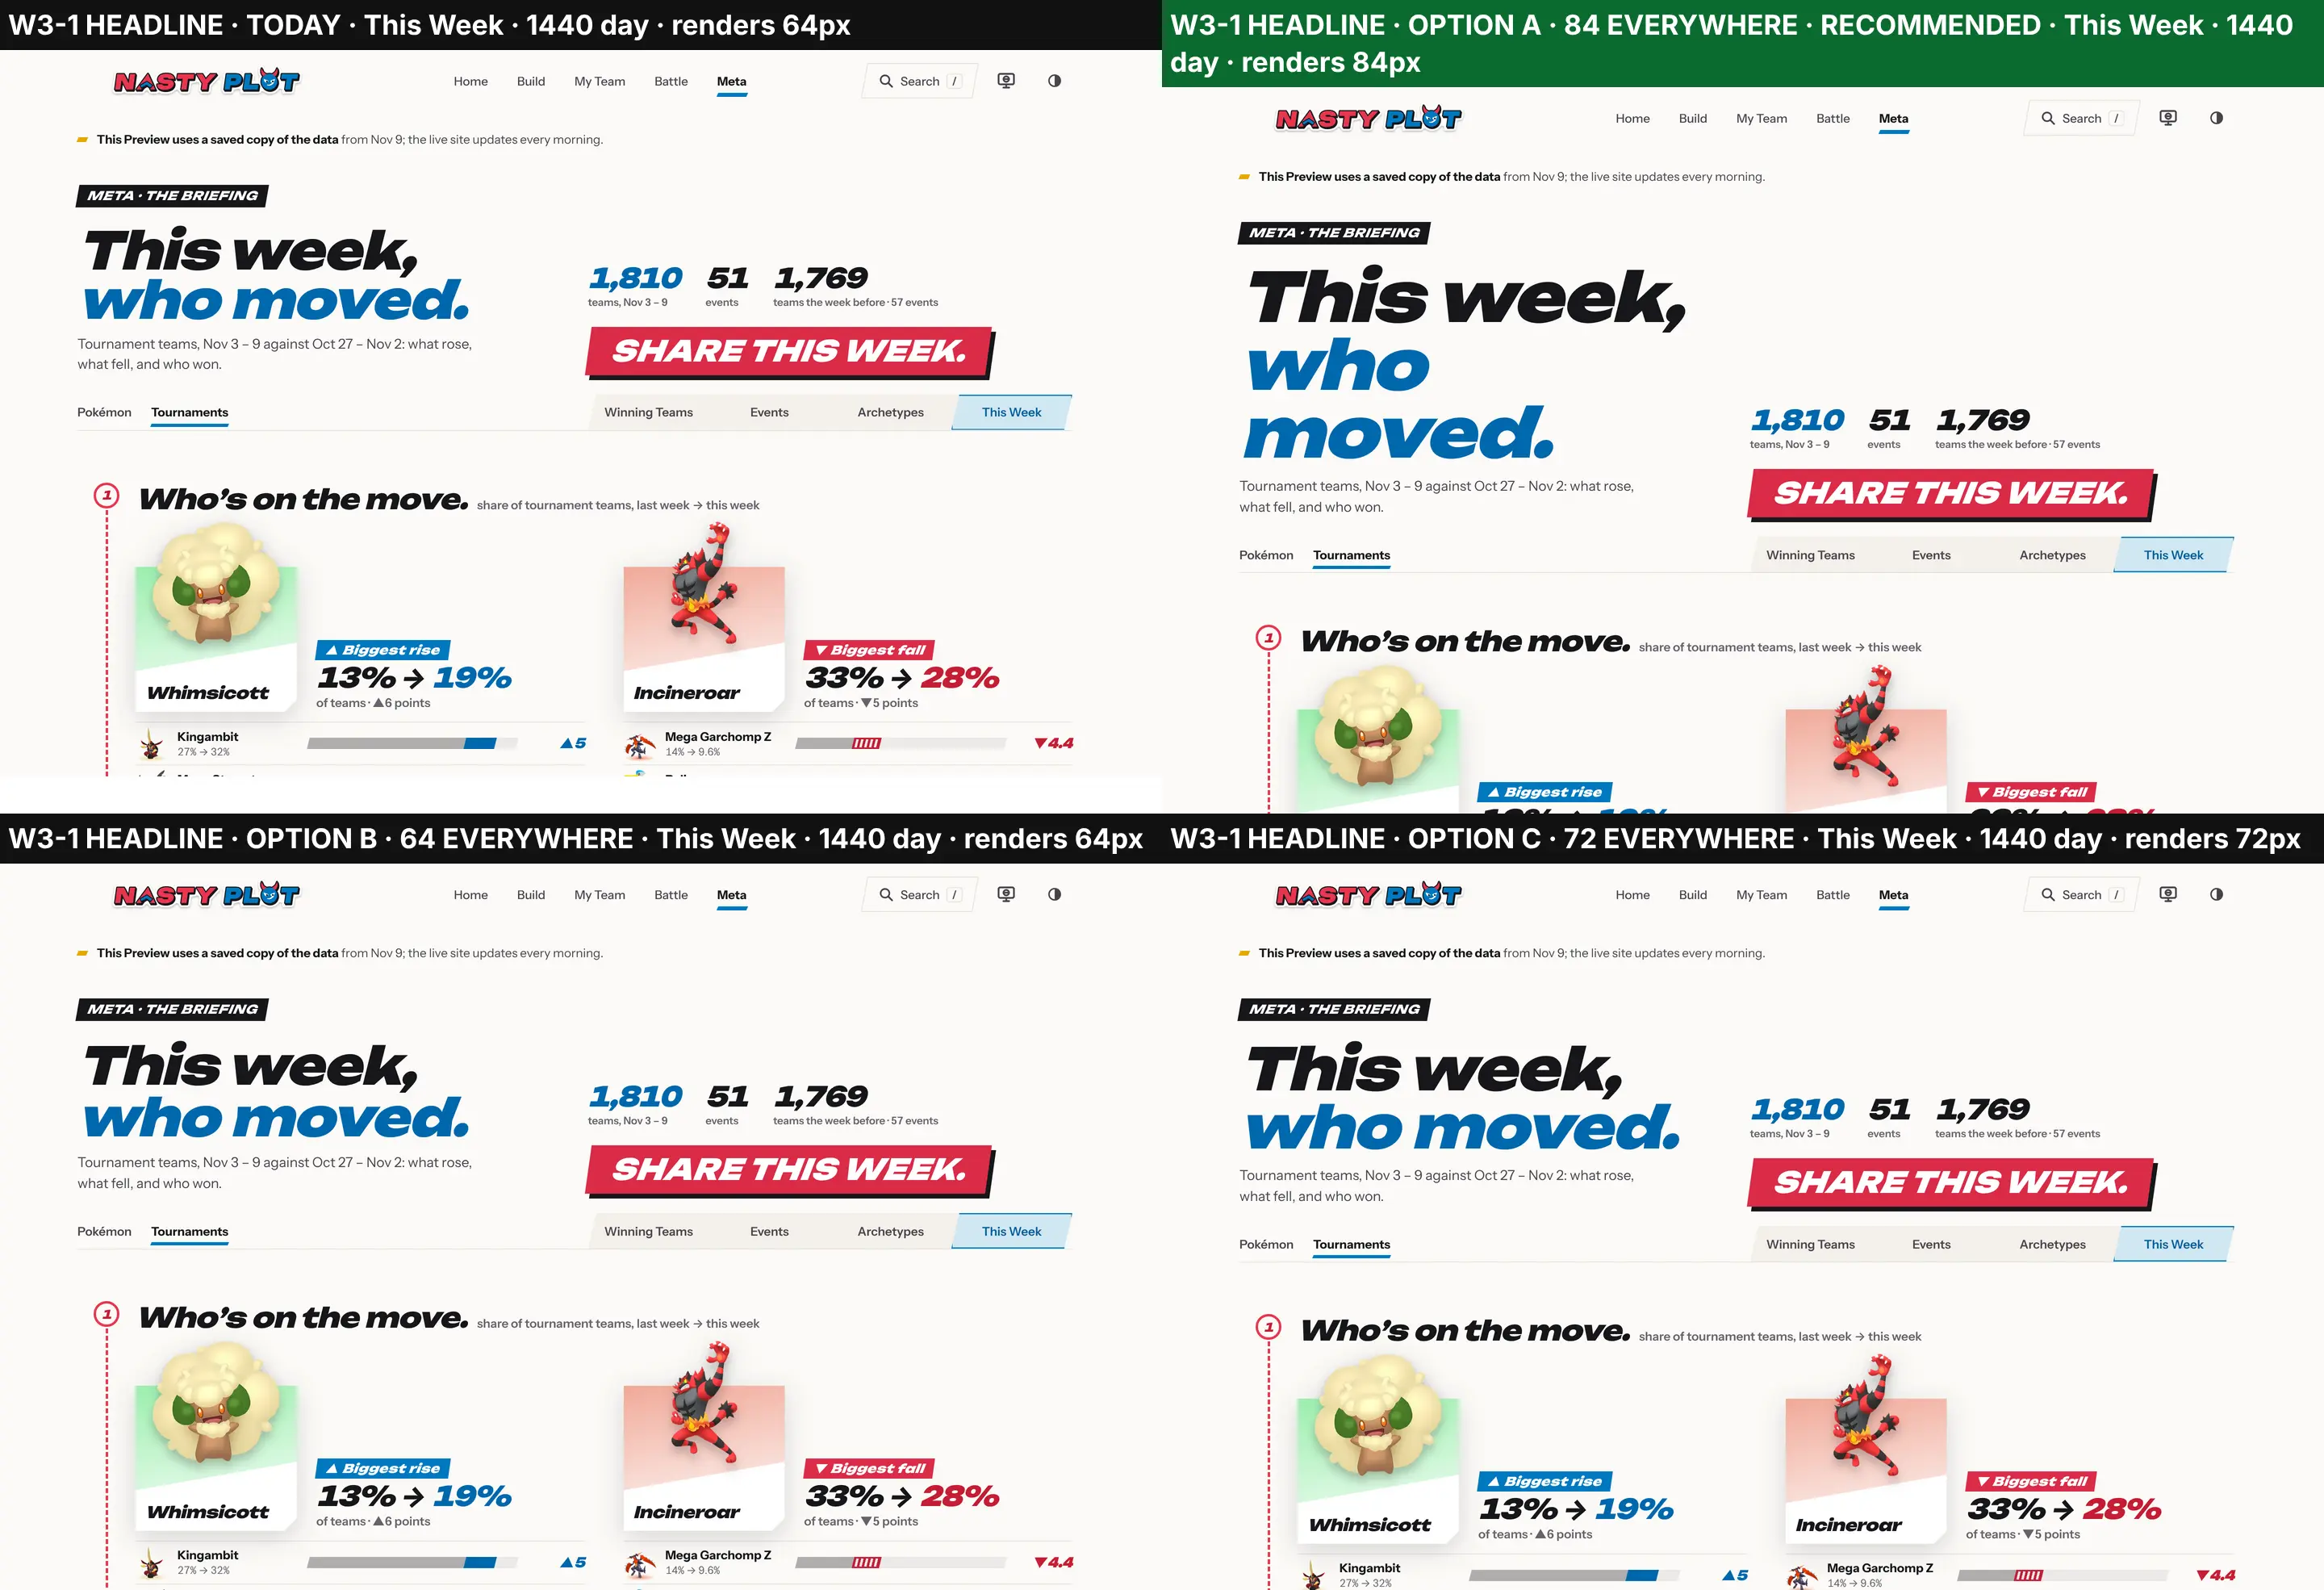 W3-1 HEADLINE · TODAY · This Week · 1440 day · renders 64px
NASTY PLOT
Home Build My Team Battle Meta
Search /
This Preview uses a saved copy of the data from Nov 9; the live site updates every morning.
META · THE BRIEFING
This week,
who moved.
Tournament teams, Nov 3 – 9 against Oct 27 – Nov 2: what rose,
what fell, and who won.
1,810 51 1,769
teams, Nov 3 – 9 events teams the week before · 57 events
SHARE THIS WEEK.
Pokémon Tournaments
Winning Teams Events Archetypes This Week
1 Who’s on the move. share of tournament teams, last week → this week
Whimsicott
▲ Biggest rise
13% → 19%
of teams · ▲6 points
Incineroar
▼ Biggest fall
33% → 28%
of teams · ▼5 points
Kingambit
27% → 32%
▲5
Mega Garchomp Z
14% → 9.6%
▼4.4
W3-1 HEADLINE · OPTION A · 84 EVERYWHERE · RECOMMENDED · This Week · 1440
day · renders 84px
NASTY PLOT
Home Build My Team Battle Meta
Search /
This Preview uses a saved copy of the data from Nov 9; the live site updates every morning.
META · THE BRIEFING
This week,
who
moved.
Tournament teams, Nov 3 – 9 against Oct 27 – Nov 2: what rose,
what fell, and who won.
1,810 51 1,769
teams, Nov 3 – 9 events teams the week before · 57 events
SHARE THIS WEEK.
Pokémon Tournaments
Winning Teams Events Archetypes This Week
1 Who’s on the move. share of tournament teams, last week → this week
▲ Biggest rise
▼ Biggest fall
W3-1 HEADLINE · OPTION B · 64 EVERYWHERE · This Week · 1440 day · renders 64px
NASTY PLOT
Home Build My Team Battle Meta
Search /
This Preview uses a saved copy of the data from Nov 9; the live site updates every morning.
META · THE BRIEFING
This week,
who moved.
Tournament teams, Nov 3 – 9 against Oct 27 – Nov 2: what rose,
what fell, and who won.
1,810 51 1,769
teams, Nov 3 – 9 events teams the week before · 57 events
SHARE THIS WEEK.
Pokémon Tournaments
Winning Teams Events Archetypes This Week
1 Who’s on the move. share of tournament teams, last week → this week
Whimsicott
▲ Biggest rise
13% → 19%
of teams · ▲6 points
Incineroar
▼ Biggest fall
33% → 28%
of teams · ▼5 points
Kingambit
27% → 32%
▲5
Mega Garchomp Z
14% → 9.6%
▼4.4
W3-1 HEADLINE · OPTION C · 72 EVERYWHERE · This Week · 1440 day · renders 72px
NASTY PLOT
Home Build My Team Battle Meta
Search /
This Preview uses a saved copy of the data from Nov 9; the live site updates every morning.
META · THE BRIEFING
This week,
who moved.
Tournament teams, Nov 3 – 9 against Oct 27 – Nov 2: what rose,
what fell, and who won.
1,810 51 1,769
teams, Nov 3 – 9 events teams the week before · 57 events
SHARE THIS WEEK.
Pokémon Tournaments
Winning Teams Events Archetypes This Week
1 Who’s on the move. share of tournament teams, last week → this week
Whimsicott
▲ Biggest rise
13% → 19%
of teams · ▲6 points
Incineroar
▼ Biggest fall
33% → 28%
of teams · ▼5 points
Kingambit
27% → 32%
▲5
Mega Garchomp Z
14% → 9.6%
▼4.4